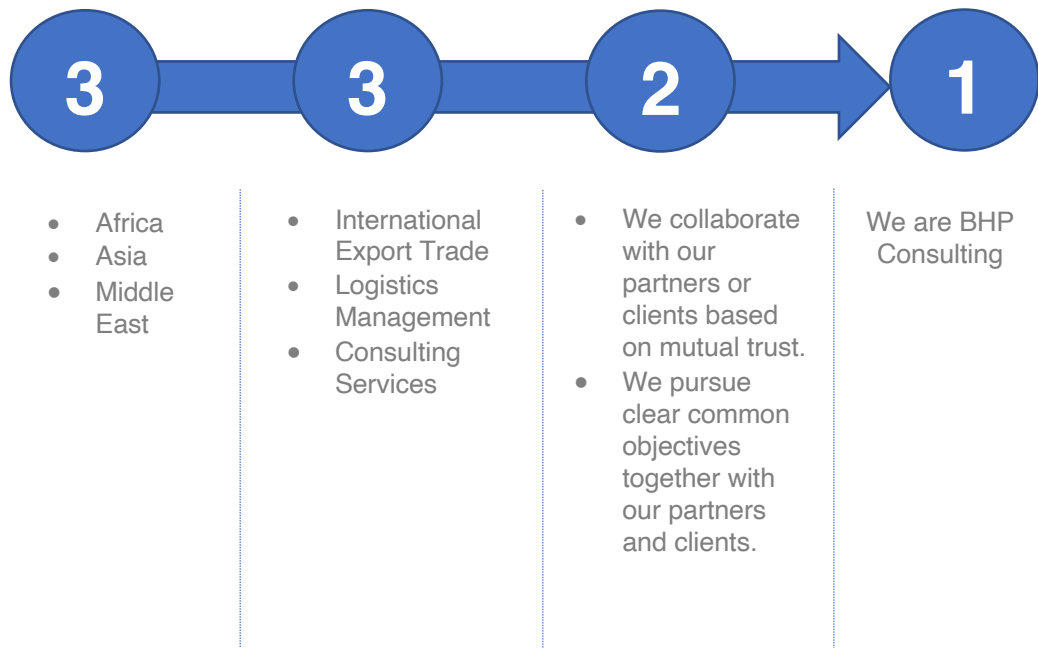 3
3
2
1
• Africa
• Asia
• Middle
East
• International
Export Trade
• Logistics
Management
• Consulting
Services
• We collaborate
with our
partners or
clients based
on mutual trust.
• We pursue
clear common
objectives
together with
our partners
and clients.
We are BHP
Consulting